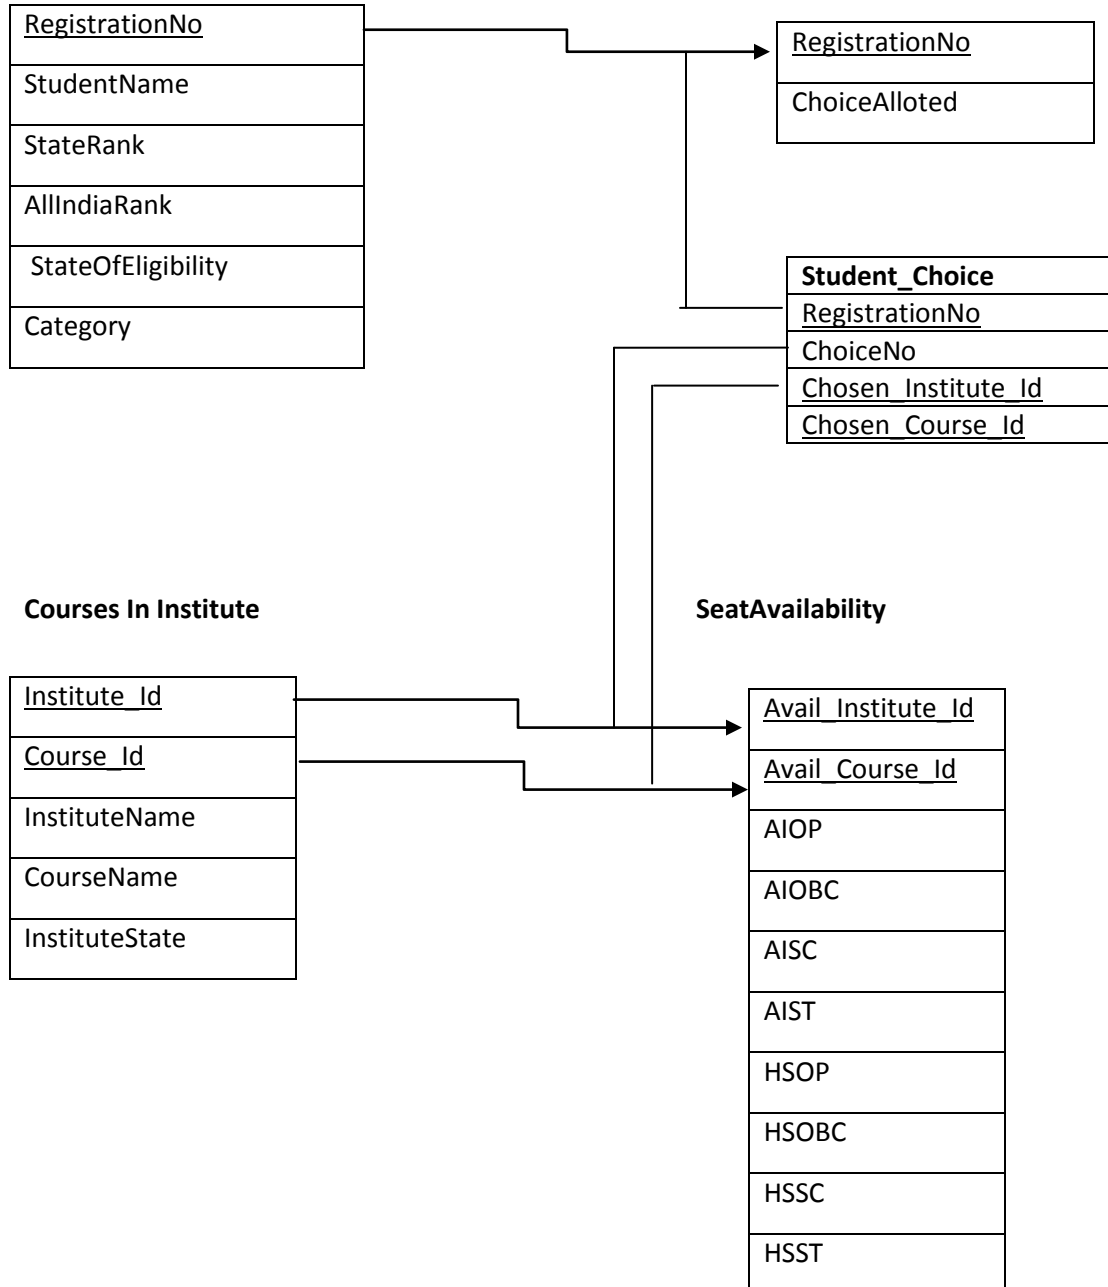 RegistrationNo
StudentName
StateRank
AllIndiaRank
StateOfEligibility
Category
RegistrationNo
ChoiceAlloted
Student_Choice
RegistrationNo
ChoiceNo
Chosen_Institute_Id
Chosen_Course_Id
Courses In Institute
Institute_Id
Course_Id
InstituteName
CourseName
InstituteState
SeatAvailability
Avail_Institute_Id
Avail_Course_Id
AIOP
AIOBC
AISC
AIST
HSOP
HSOBC
HSSC
HSST